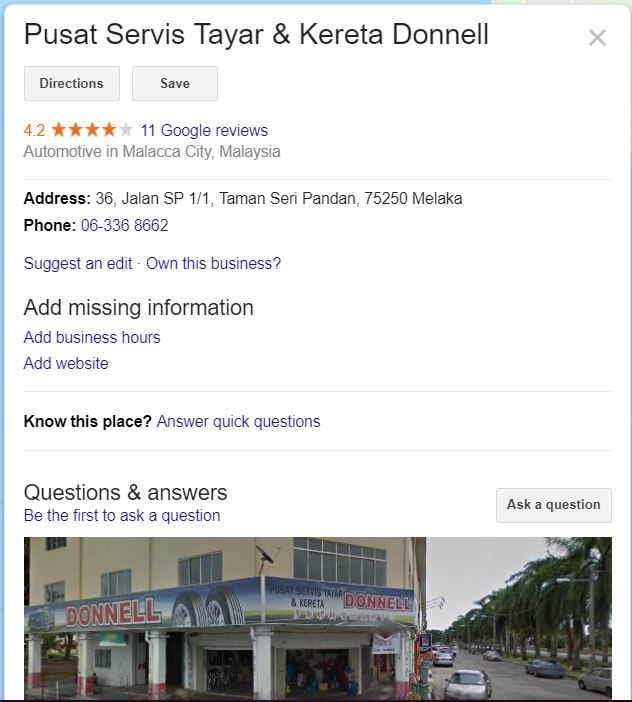 Pusat Servis Tayar & Kereta Donnell
Directions Save
4.2 11 Google reviews
Automotive in Malacca City, Malaysia
Address: 36, Jalan SP 1/1, Taman Seri Pandan, 75250 Melaka
Phone: 06-336 8662
Suggest an edit · Own this business?
Add missing information
Add business hours
Add website
Know this place? Answer quick questions
Questions & answers
Be the first to ask a question
Ask a question
DONNELL
PUSAT SERVIS TAYAR
& KERETA DONNELL